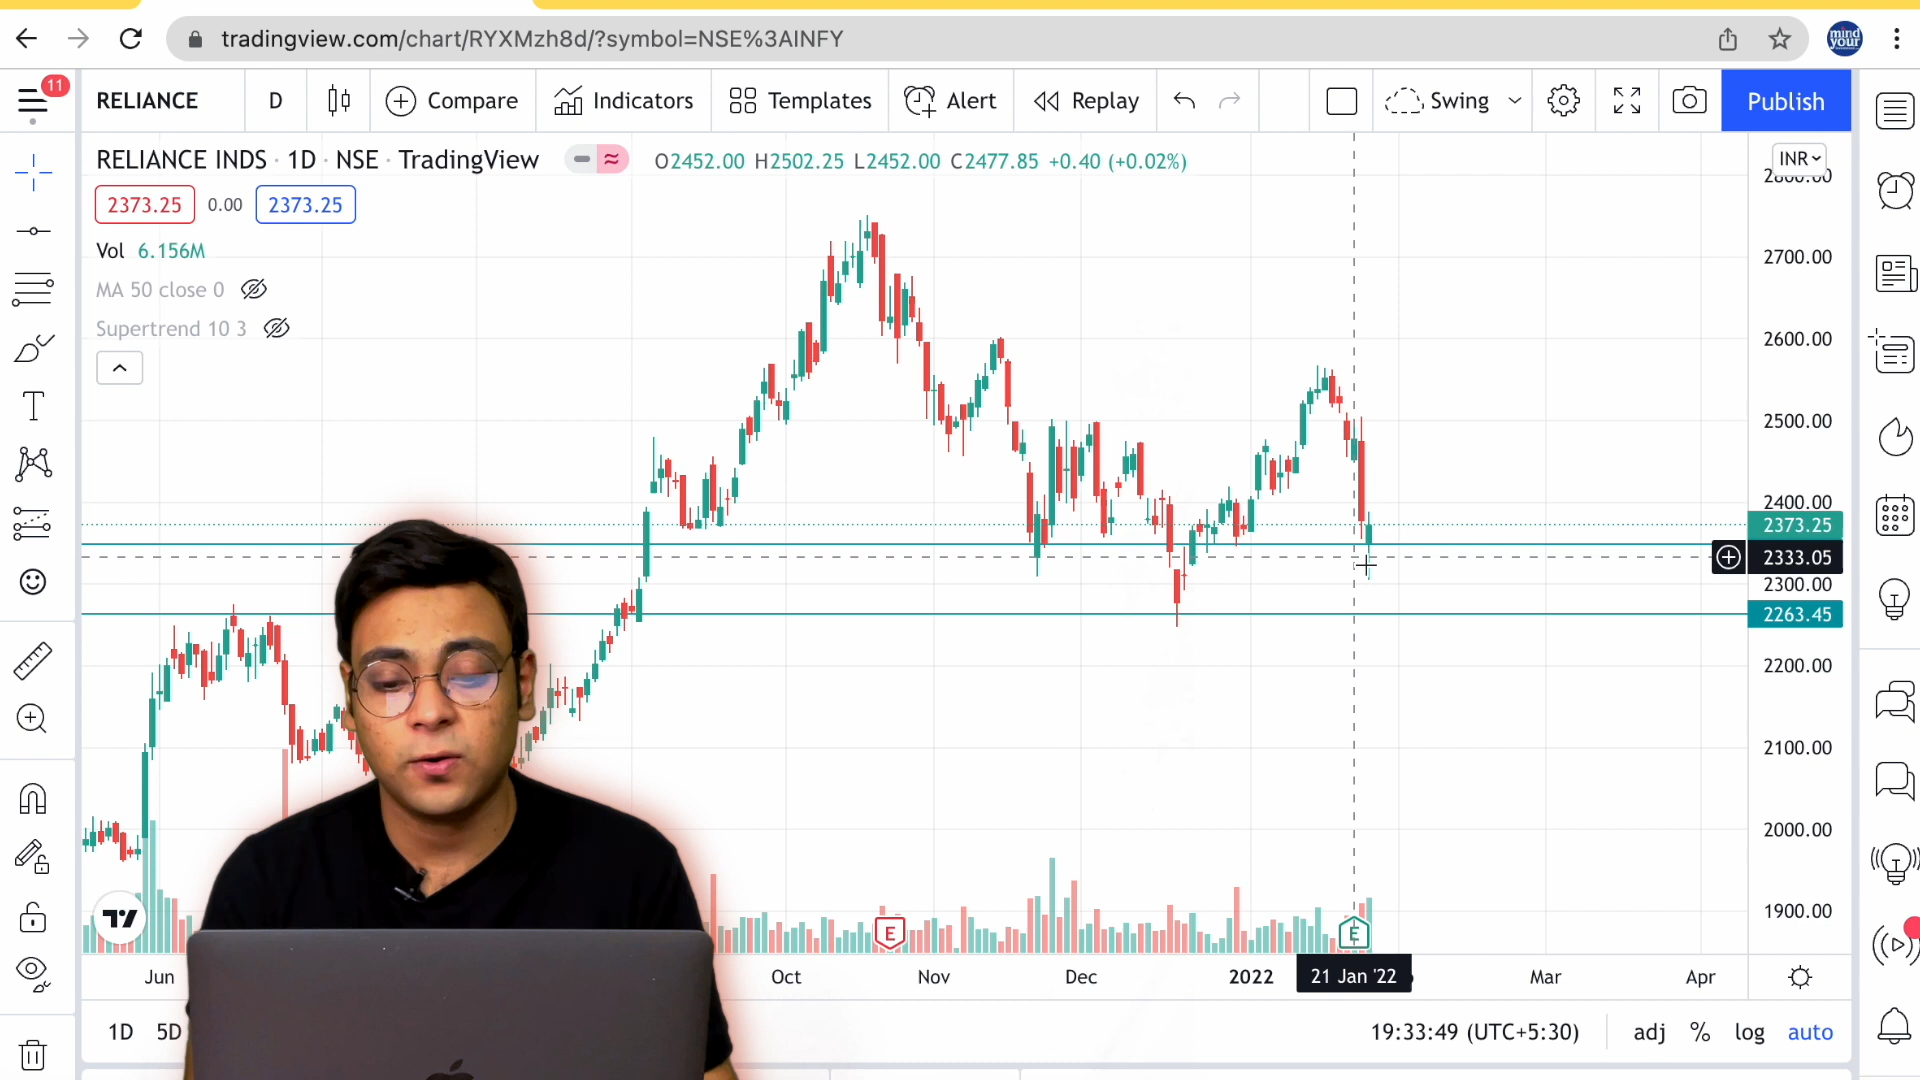 tradingview.com/chart/RYXMzh8d/?symbol=NSE%3AINFY
mind your
11
RELIANCE D Compare Indicators Templates Alert Replay Swing Publish
RELIANCE INDS · 1D · NSE · TradingView O2452.00 H2502.25 L2452.00 C2477.85 +0.40 (+0.02%)
INR
2800.00
2373.25 0.00 2373.25
Vol 6.156M
MA 50 close 0
Supertrend 10 3
2700.00
2600.00
2500.00
2400.00
2373.25
2333.05
2300.00
2263.45
2200.00
2100.00
2000.00
1900.00
E E
Jun Oct Nov Dec 2022 21 Jan '22 Mar Apr
1D 5D 19:33:49 (UTC+5:30) adj % log auto